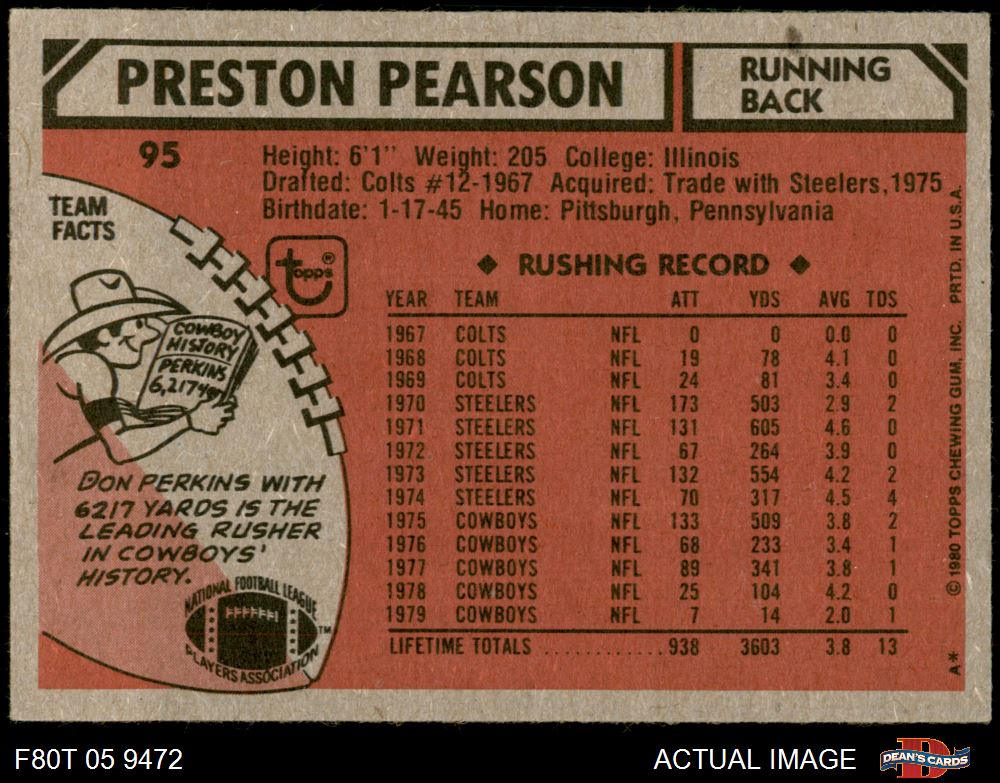 PRESTON PEARSON
RUNNING
BACK
95
Height: 6'1" Weight: 205 College: Illinois
Drafted: Colts #12-1967 Acquired: Trade with Steelers, 1975
Birthdate: 1-17-45 Home: Pittsburgh, Pennsylvania
TEAM
FACTS
topps®
COWBOY
HISTORY
PERKINS
6,217 YDS
DON PERKINS WITH
6217 YARDS IS THE
LEADING RUSHER
IN COWBOYS'
HISTORY.
NATIONAL FOOTBALL LEAGUE
PLAYERS ASSOCIATION
TM
◆ RUSHING RECORD ◆
YEAR TEAM ATT YDS AVG TDS
1967 COLTS NFL 0 0 0.0 0
1968 COLTS NFL 19 78 4.1 0
1969 COLTS NFL 24 81 3.4 0
1970 STEELERS NFL 173 503 2.9 2
1971 STEELERS NFL 131 605 4.6 0
1972 STEELERS NFL 67 264 3.9 0
1973 STEELERS NFL 132 554 4.2 2
1974 STEELERS NFL 70 317 4.5 4
1975 COWBOYS NFL 133 509 3.8 2
1976 COWBOYS NFL 68 233 3.4 1
1977 COWBOYS NFL 89 341 3.8 1
1978 COWBOYS NFL 25 104 4.2 0
1979 COWBOYS NFL 7 14 2.0 1
LIFETIME TOTALS ............ 938 3603 3.8 13
A* © 1980 TOPPS CHEWING GUM, INC. PRTD. IN U.S.A.
F80T 05 9472
ACTUAL IMAGE
D
DEAN'S CARDS